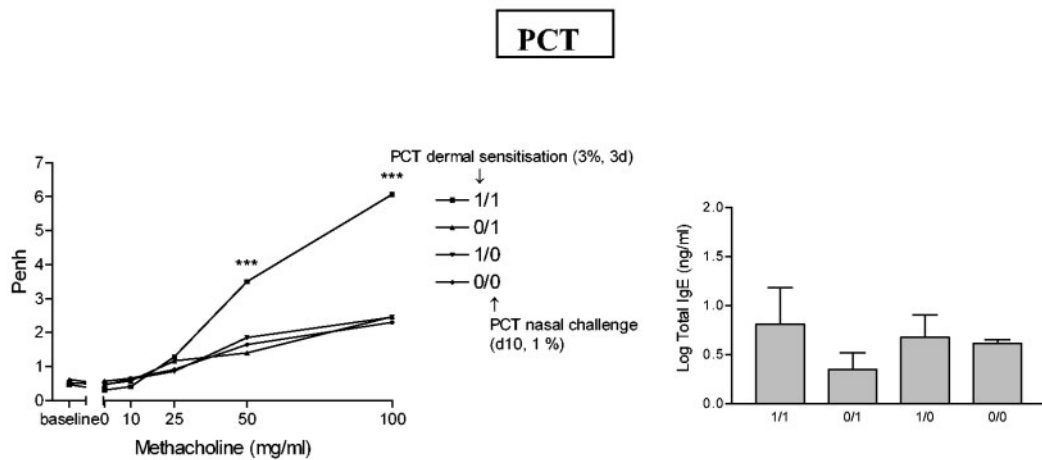 PCT
7
6
5
4
3
2
1
0
Penh
***
***
baseline 0 10 25 50 100
Methacholine (mg/ml)
PCT dermal sensitisation (3%, 3d)
↓
1/1
0/1
1/0
0/0
↑
PCT nasal challenge
(d10, 1 %)
2.0
1.5
1.0
0.5
0.0
Log Total IgE (ng/ml)
1/1 0/1 1/0 0/0